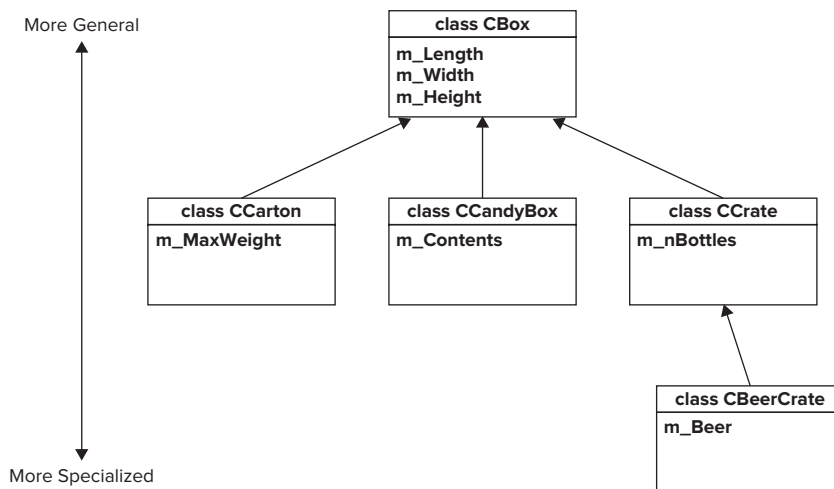 More General
class CBox
m_Length
m_Width
m_Height
class CCarton
m_MaxWeight
class CCandyBox
m_Contents
class CCrate
m_nBottles
class CBeerCrate
m_Beer
More Specialized